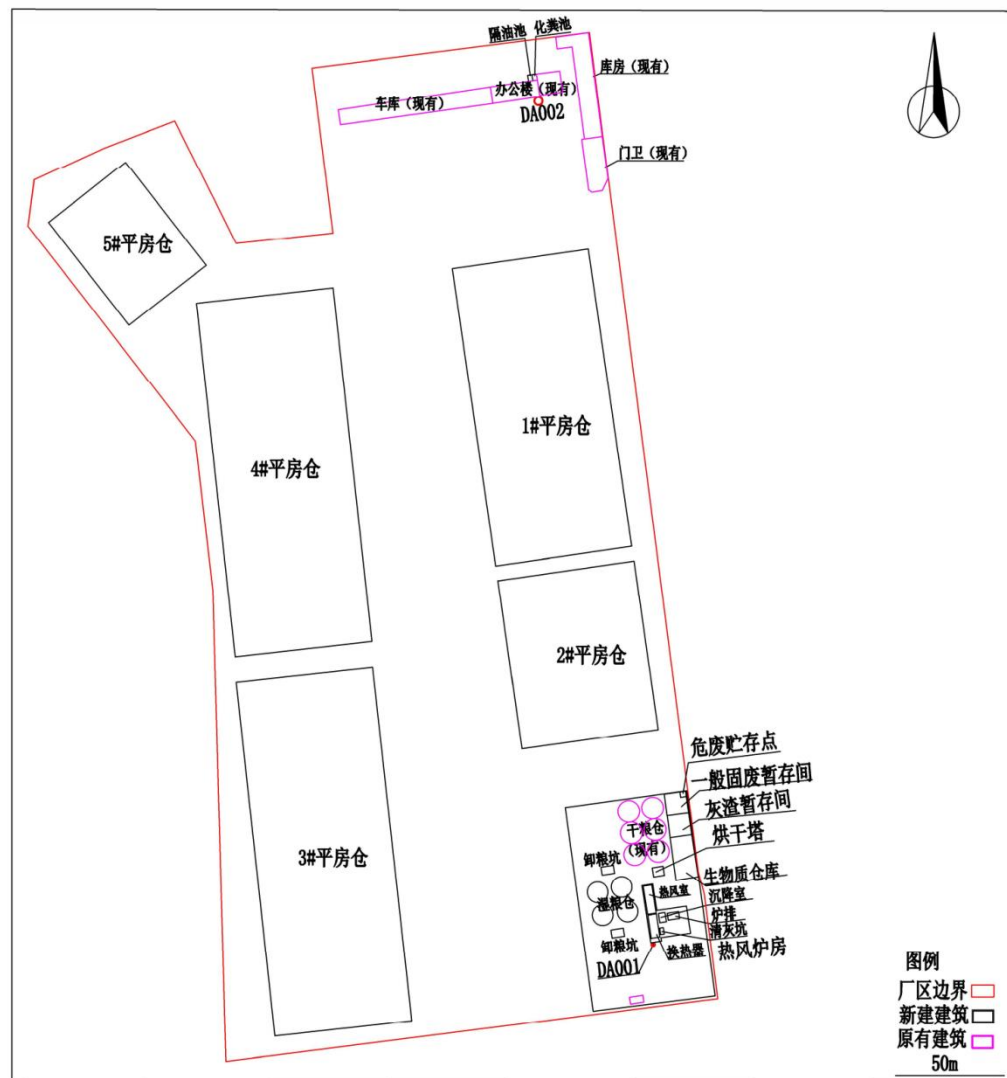 隔油池
化粪池
库房（现有）
办公楼（现有）
车库（现有）
DA002
门卫（现有）
5#平房仓
1#平房仓
4#平房仓
2#平房仓
危废贮存点
一般固废暂存间
灰渣暂存间
干粮仓
（现有）
烘干塔
3#平房仓
卸粮坑
生物质仓库
热风室
沉降室
湿粮仓
炉排
清灰坑
卸粮坑
换热器
热风炉房
DA001
图例
厂区边界
新建建筑
原有建筑
50m